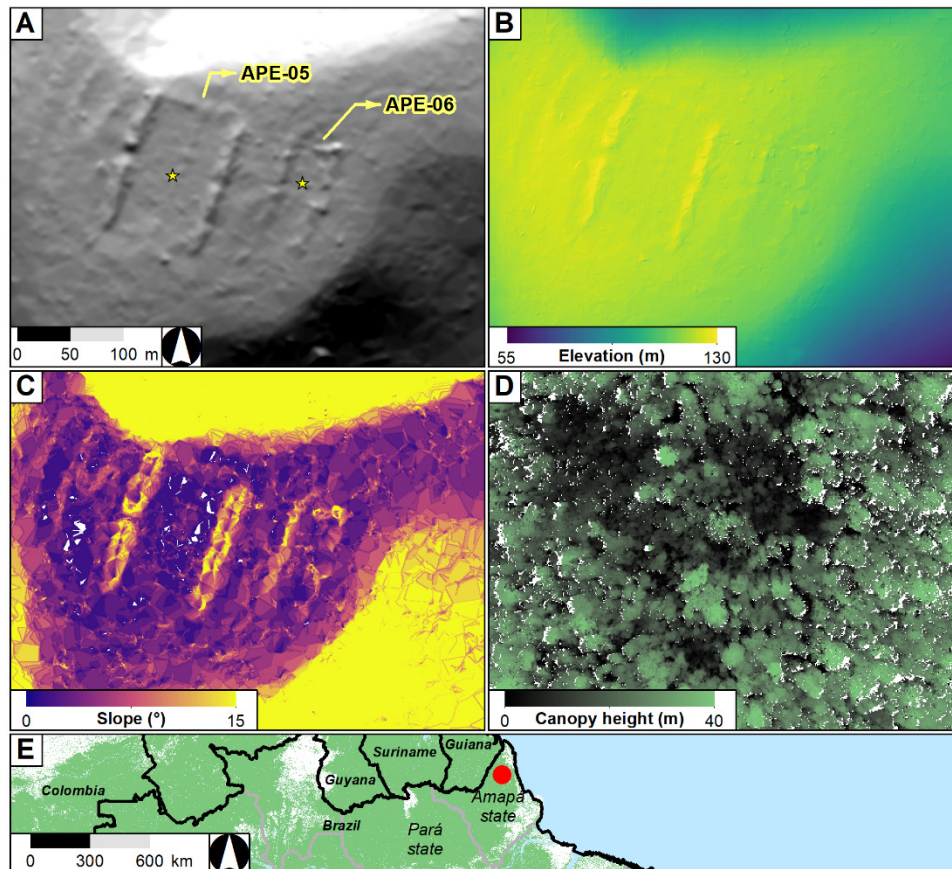 A
APE-05
APE-06
0 50 100 m
B
55 130
Elevation (m)
C
0 15
Slope (°)
D
0 40
Canopy height (m)
E
Colombia
Guyana
Suriname
Guiana
Brazil
Pará
state
Amapá
state
0 300 600 km